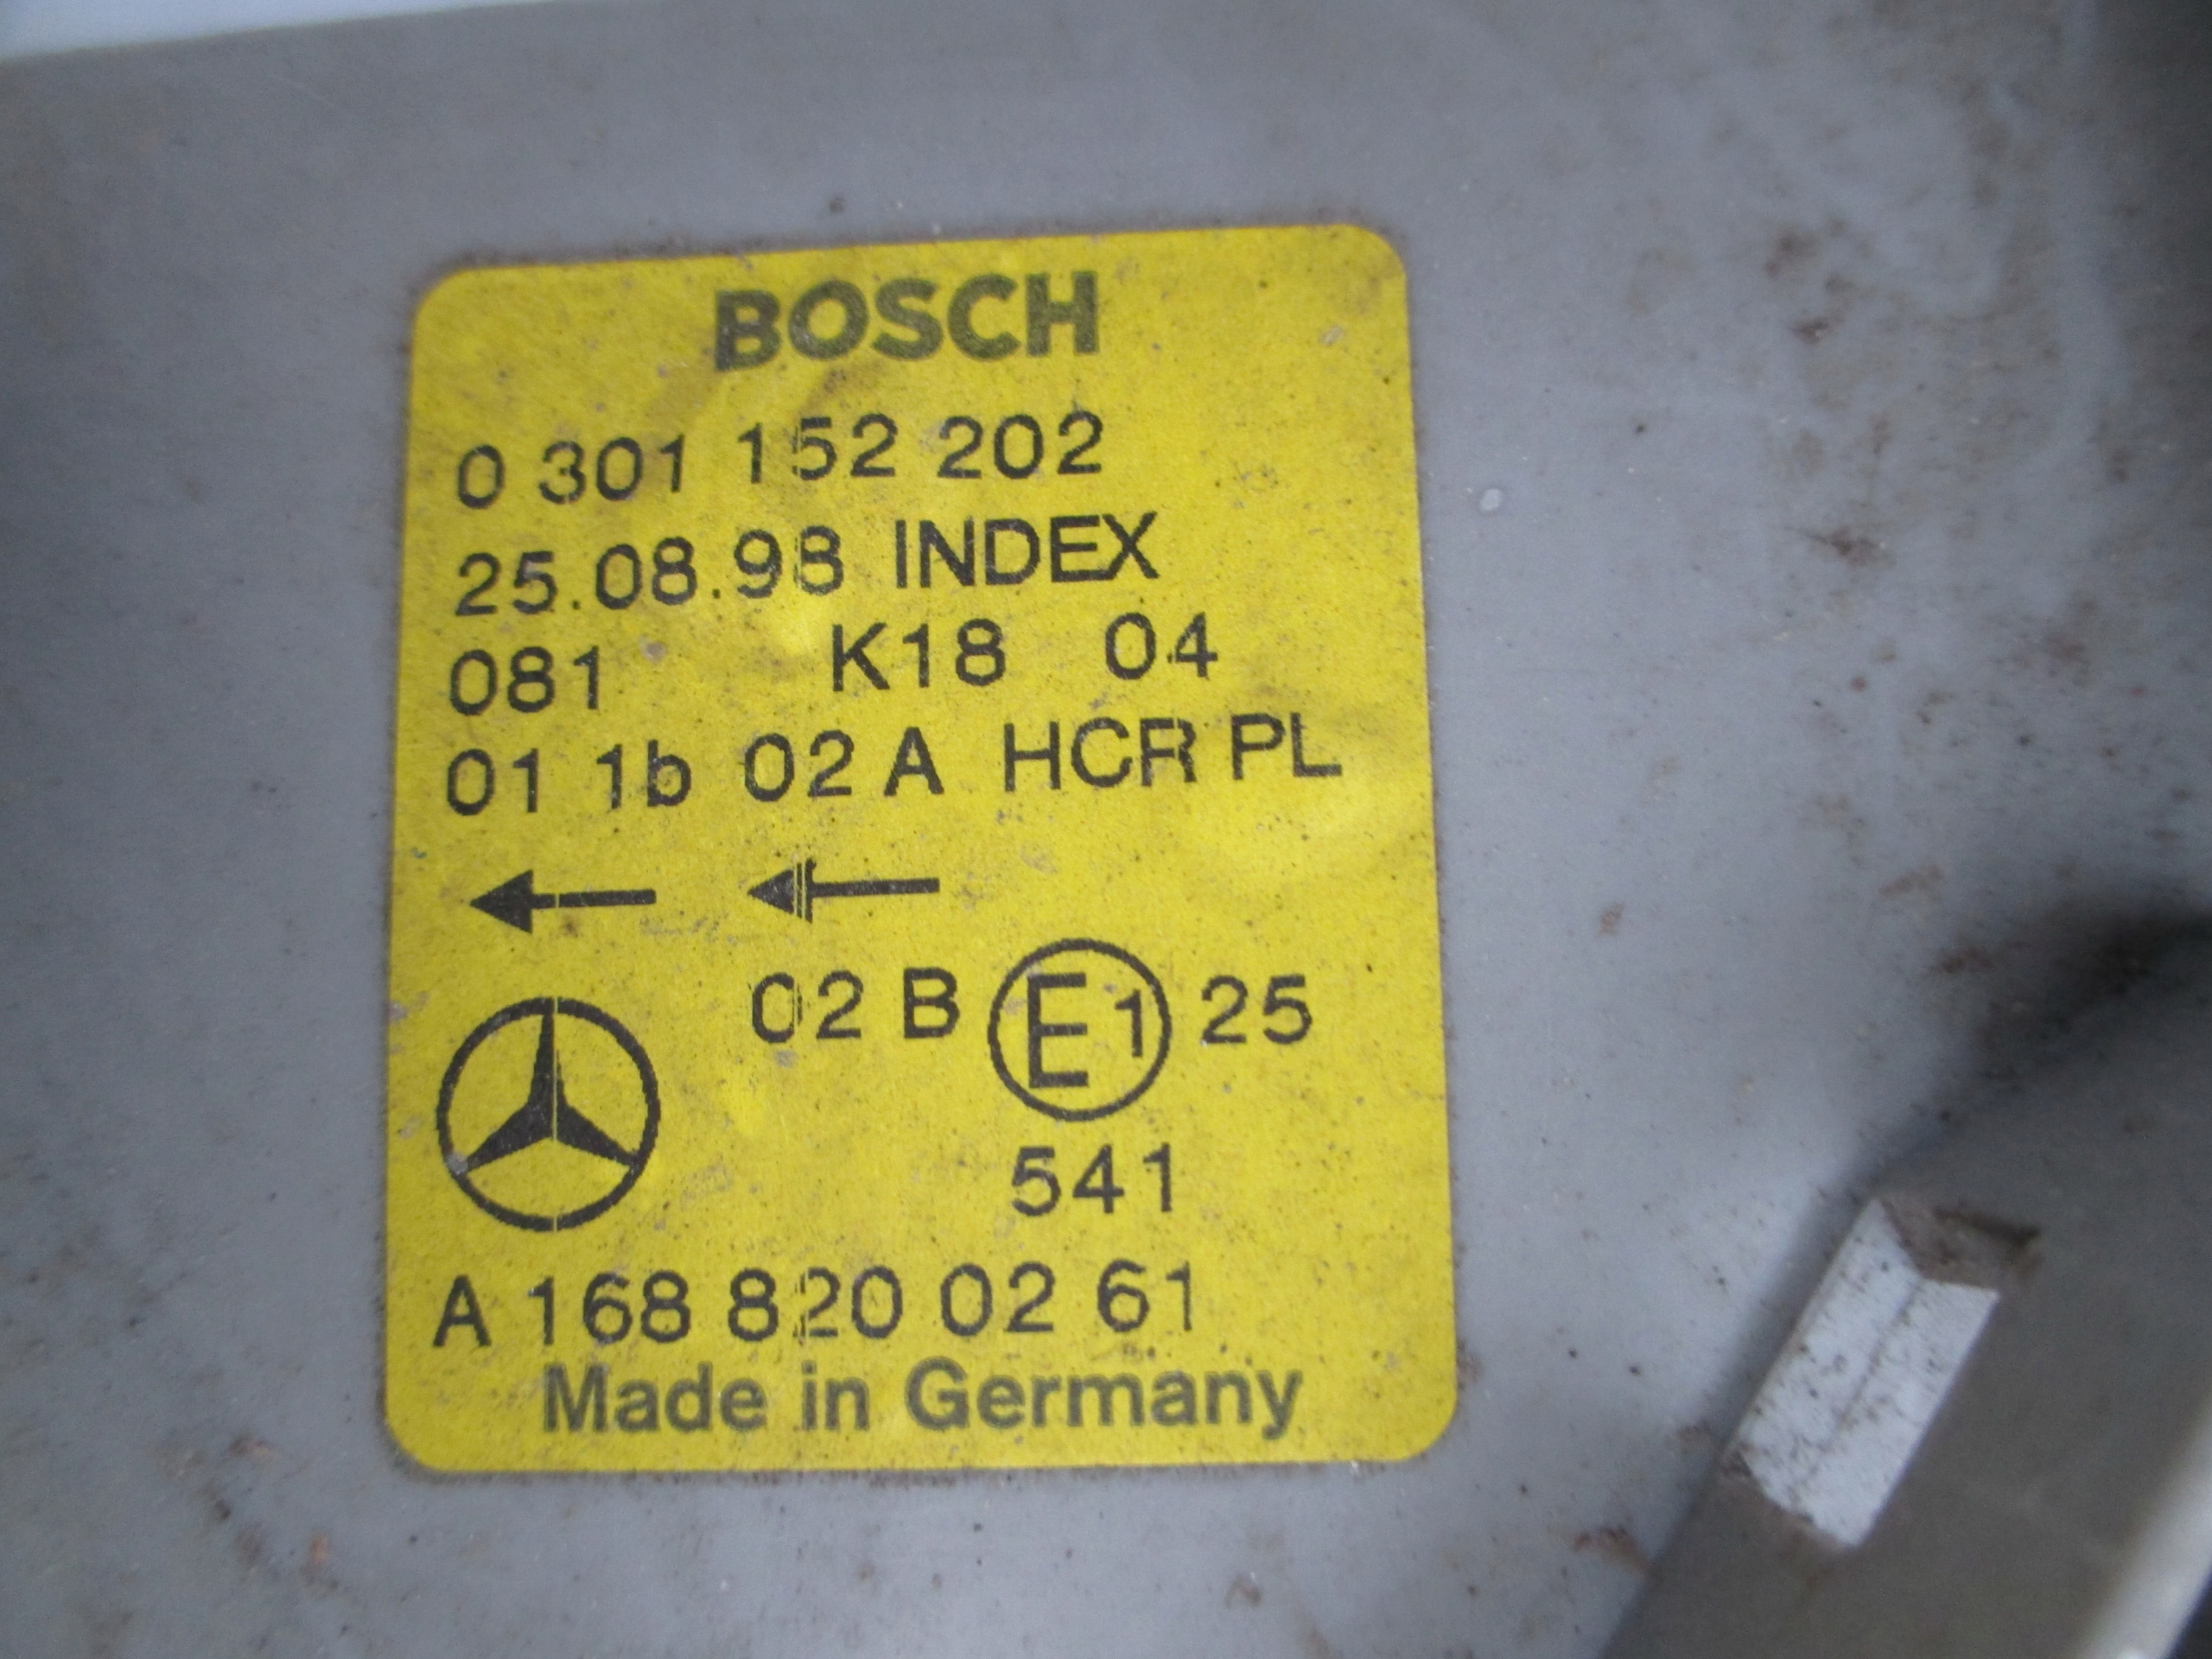 BOSCH
0 301 152 202
25.08.98 INDEX
081 K18 04
01 1b 02 A HCR PL
02 B E1 25
541
A 168 820 02 61
Made in Germany